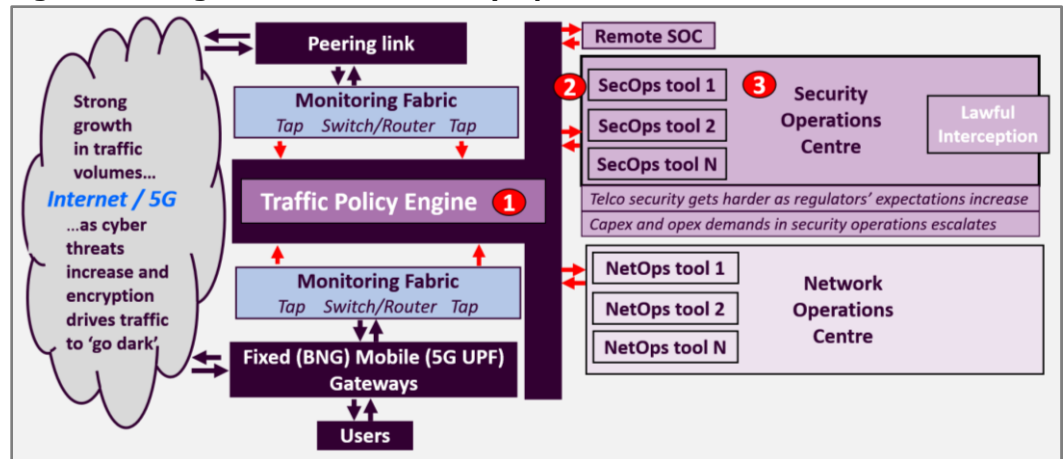 Peering link
Monitoring Fabric
Tap Switch/Router Tap
Strong
growth
in traffic
volumes...
Internet / 5G
...as cyber
threats
increase and
encryption
drives traffic
to ‘go dark’
Traffic Policy Engine 1
Monitoring Fabric
Tap Switch/Router Tap
Fixed (BNG) Mobile (5G UPF)
Gateways
Users
Remote SOC
2
SecOps tool 1
SecOps tool 2
SecOps tool N
3
Security
Operations
Centre
Lawful
Interception
Telco security gets harder as regulators’ expectations increase
Capex and opex demands in security operations escalates
NetOps tool 1
NetOps tool 2
NetOps tool N
Network
Operations
Centre